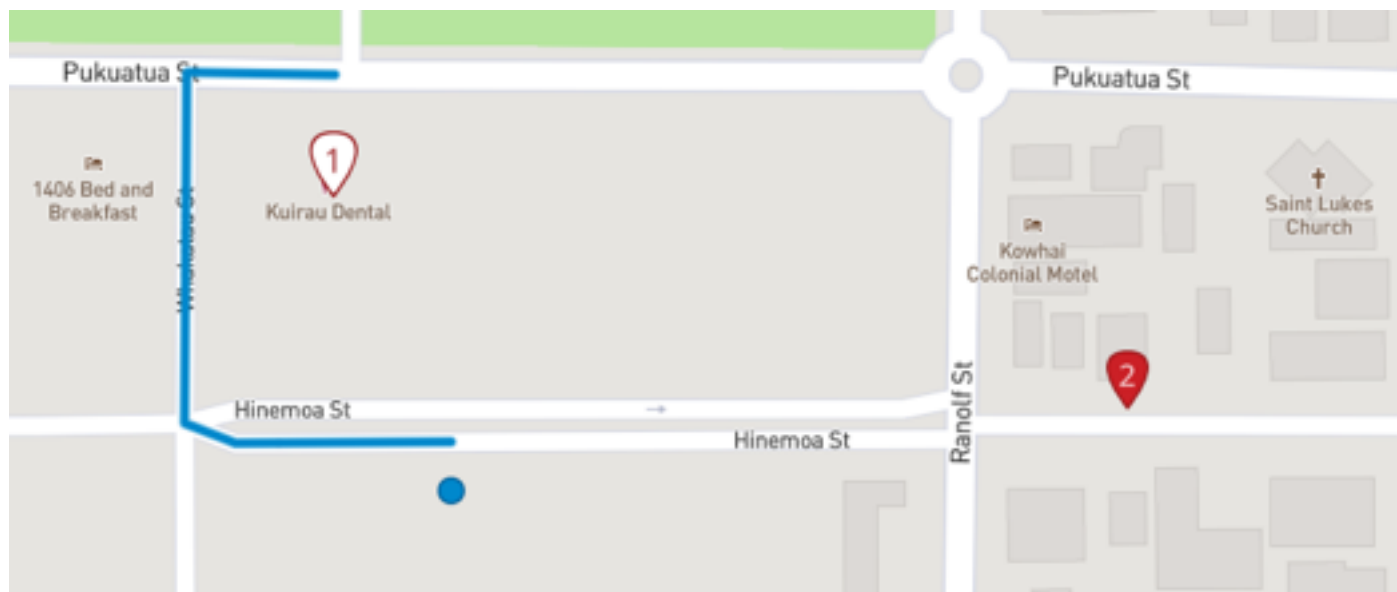 Pukuatua St
Pukuatua St
1406 Bed and
Breakfast
1
Kuirau Dental
Saint Lukes
Church
Kowhai
Colonial Motel
2
Hinemoa St
Hinemoa St
Ranolf St